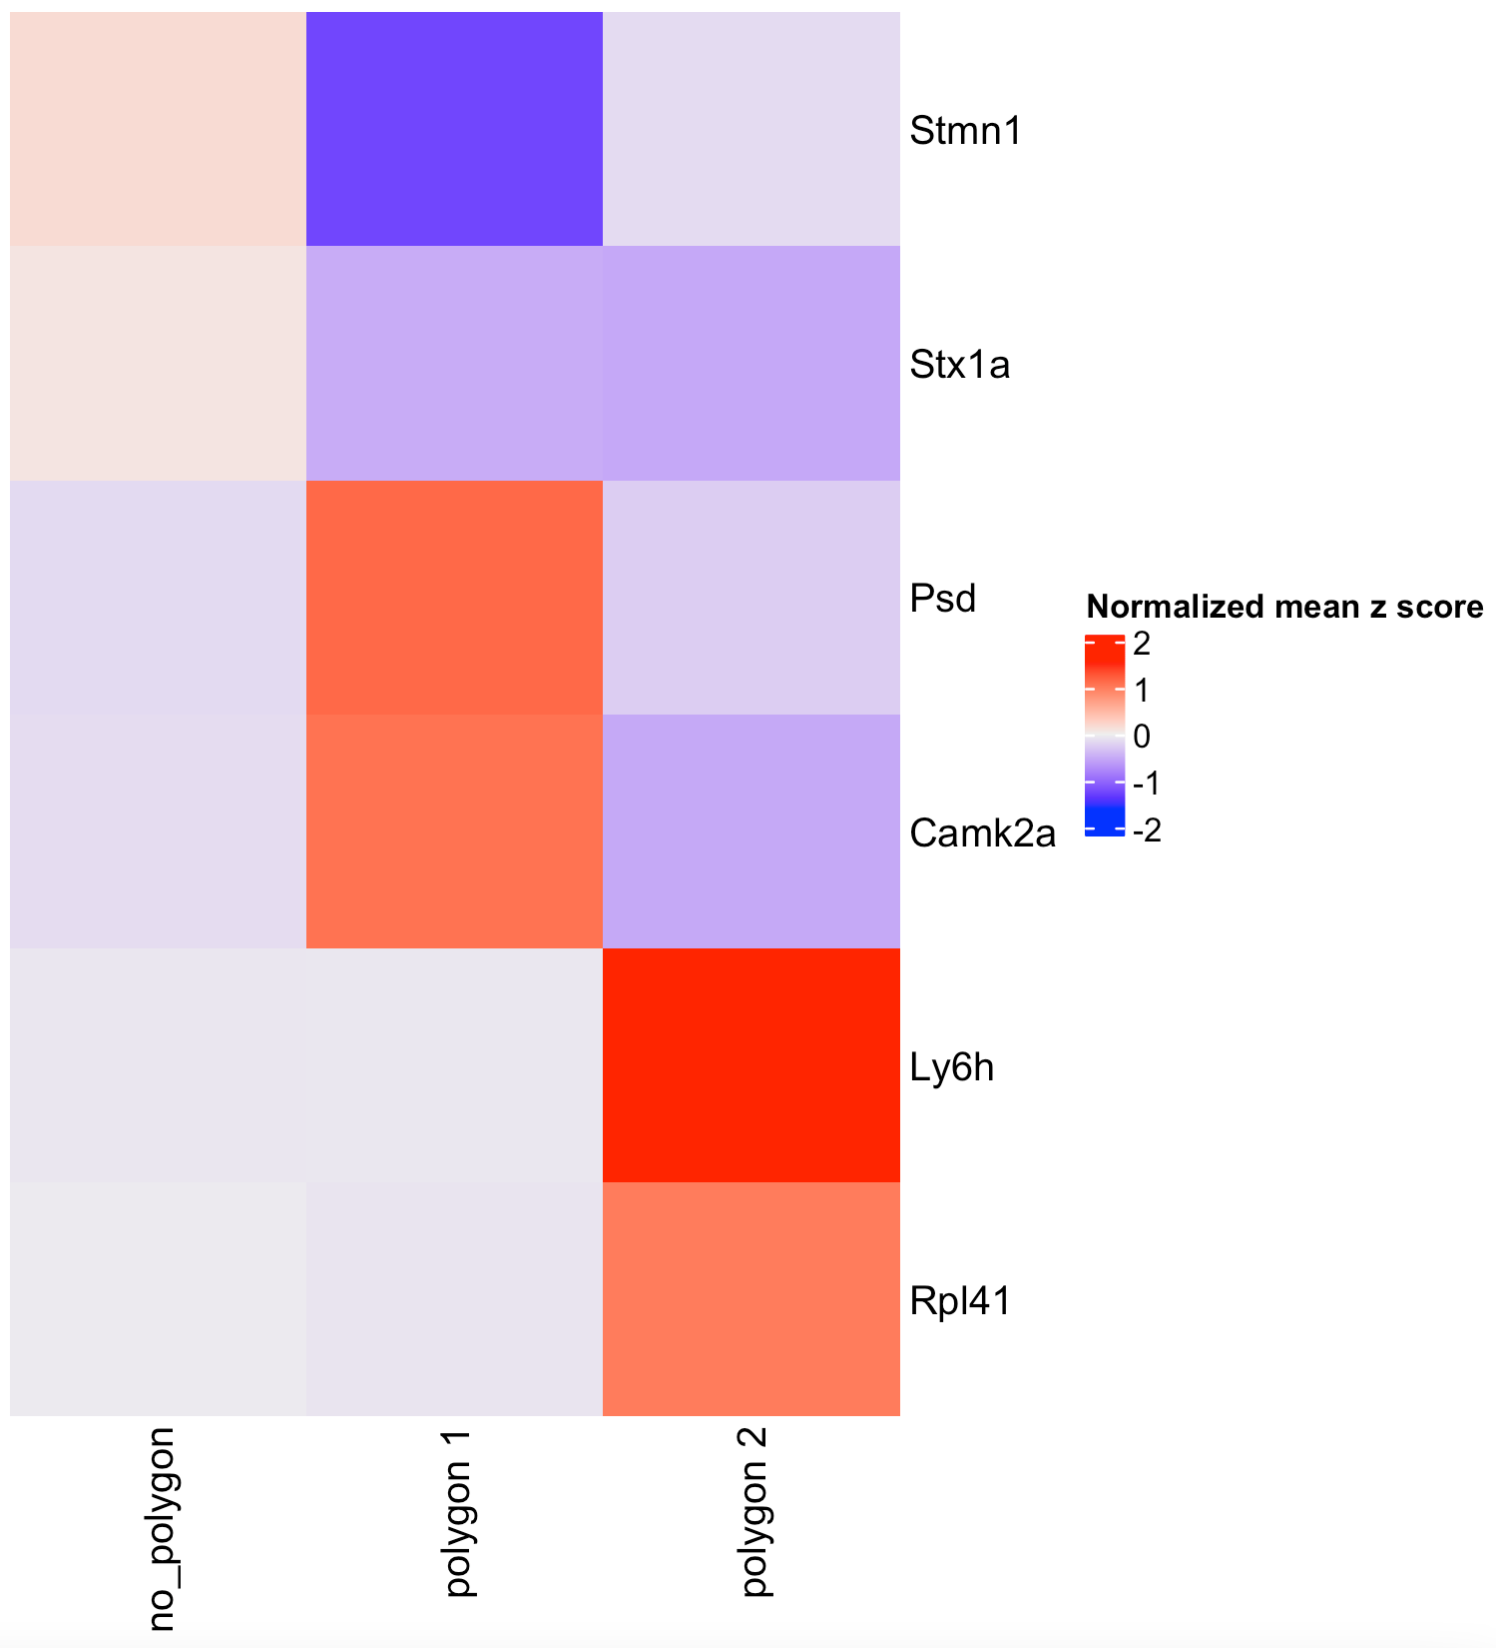 Stmn1
Stx1a
Psd
Camk2a
Ly6h
Rpl41
Normalized mean z score
2
1
0
-1
-2
no_polygon
polygon 1
polygon 2